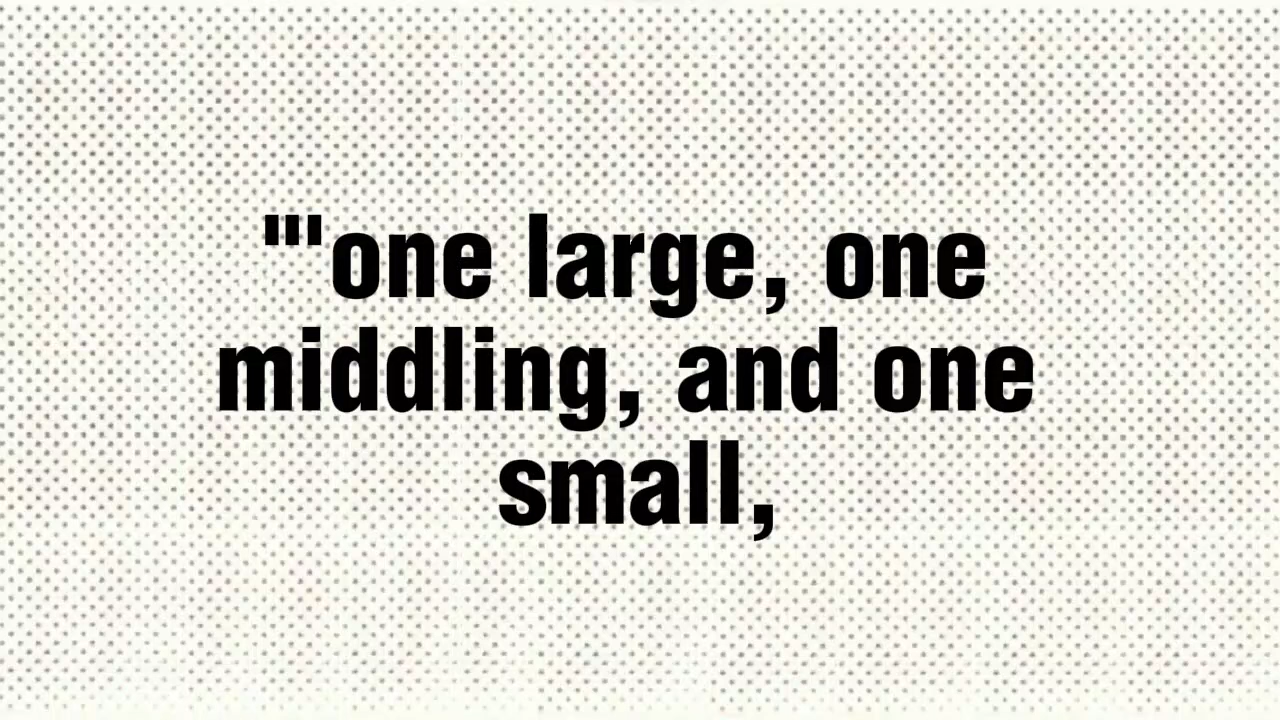 "'one large, one
middling, and one
small,